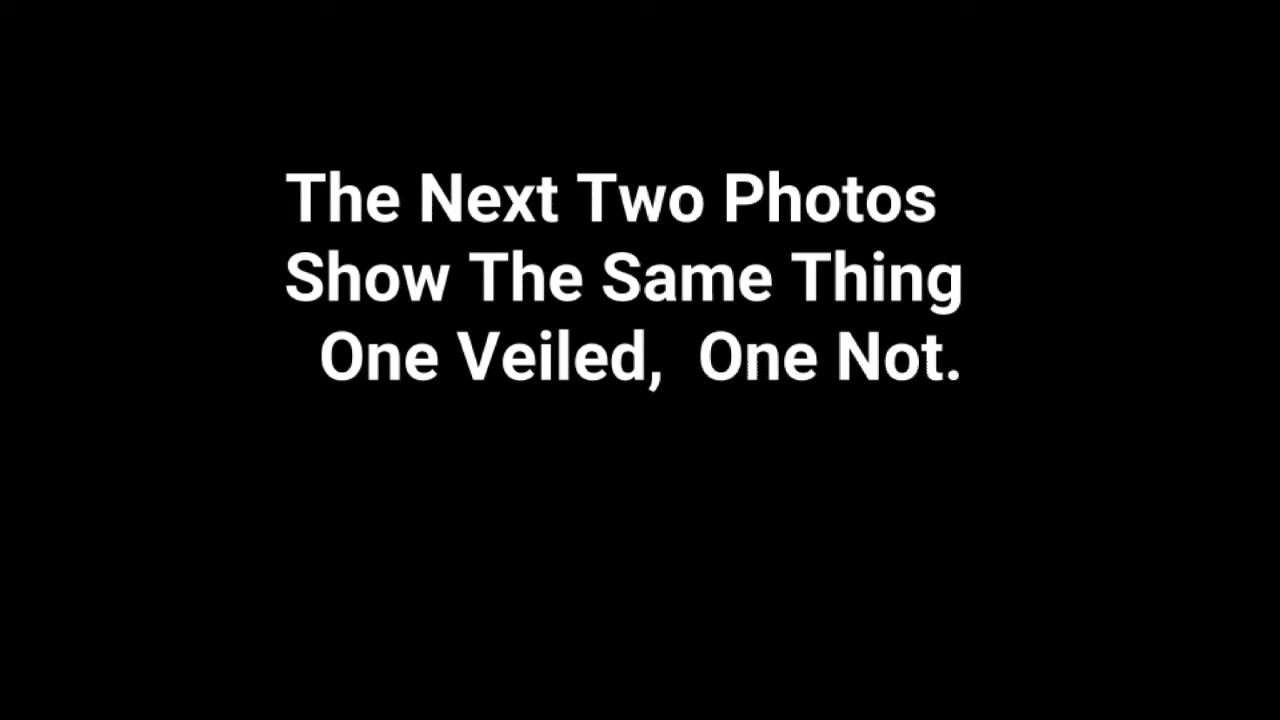 The Next Two Photos
Show The Same Thing
One Veiled, One Not.